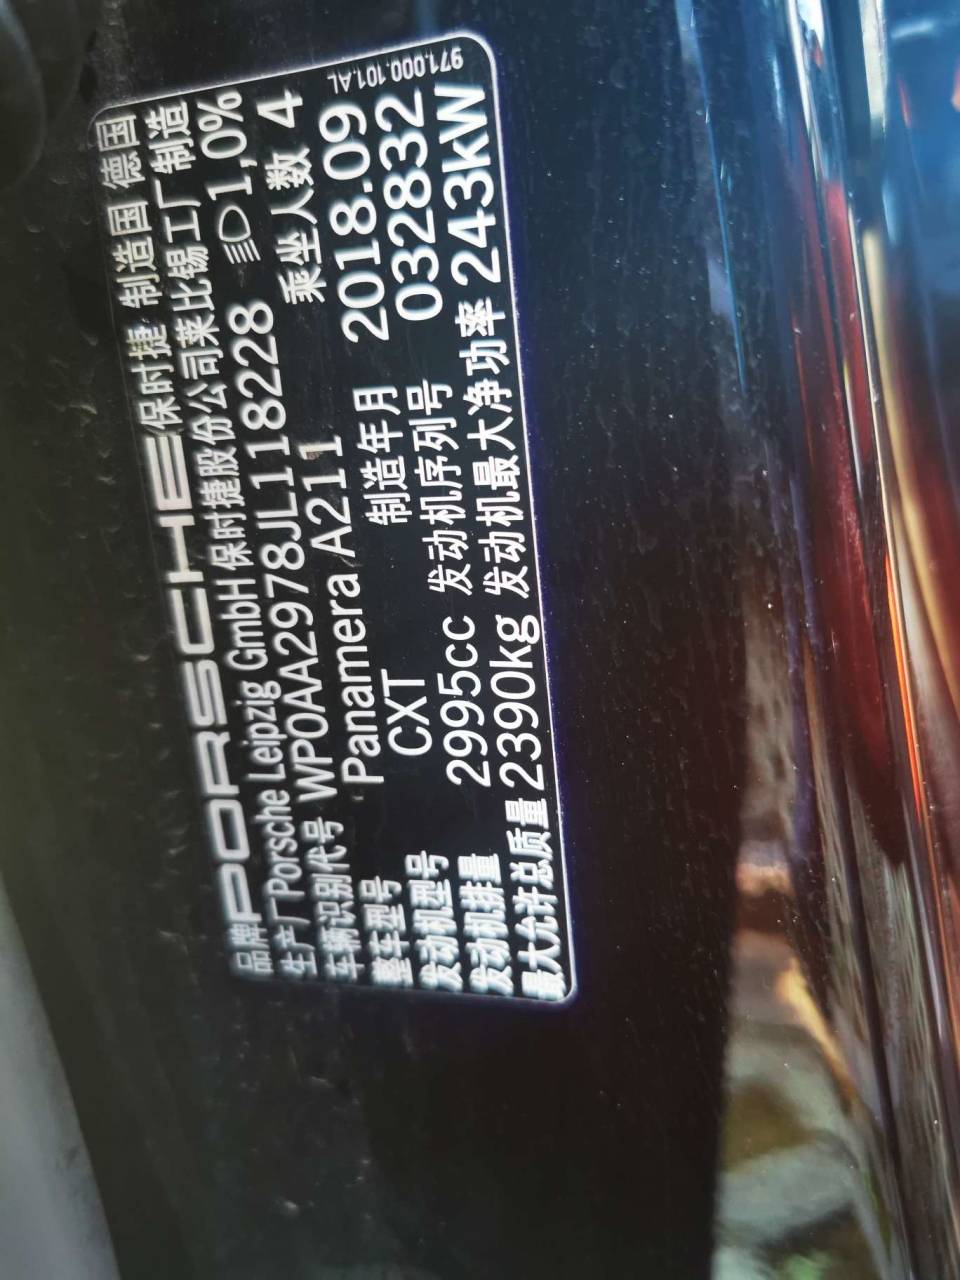 971.000.101.AL
品牌 PORSCHE 保时捷 制造国 德国
生产厂 Porsche Leipzig GmbH 保时捷股份公司莱比锡工厂制造
车辆识别代号 WP0AA2978JL118228 1,0%
整车型号 Panamera A211 乘坐人数 4
发动机型号 CXT 制造年月 2018.09
发动机排量 2995cc 发动机序列号 032832
最大允许总质量 2390kg 发动机最大净功率 243kW